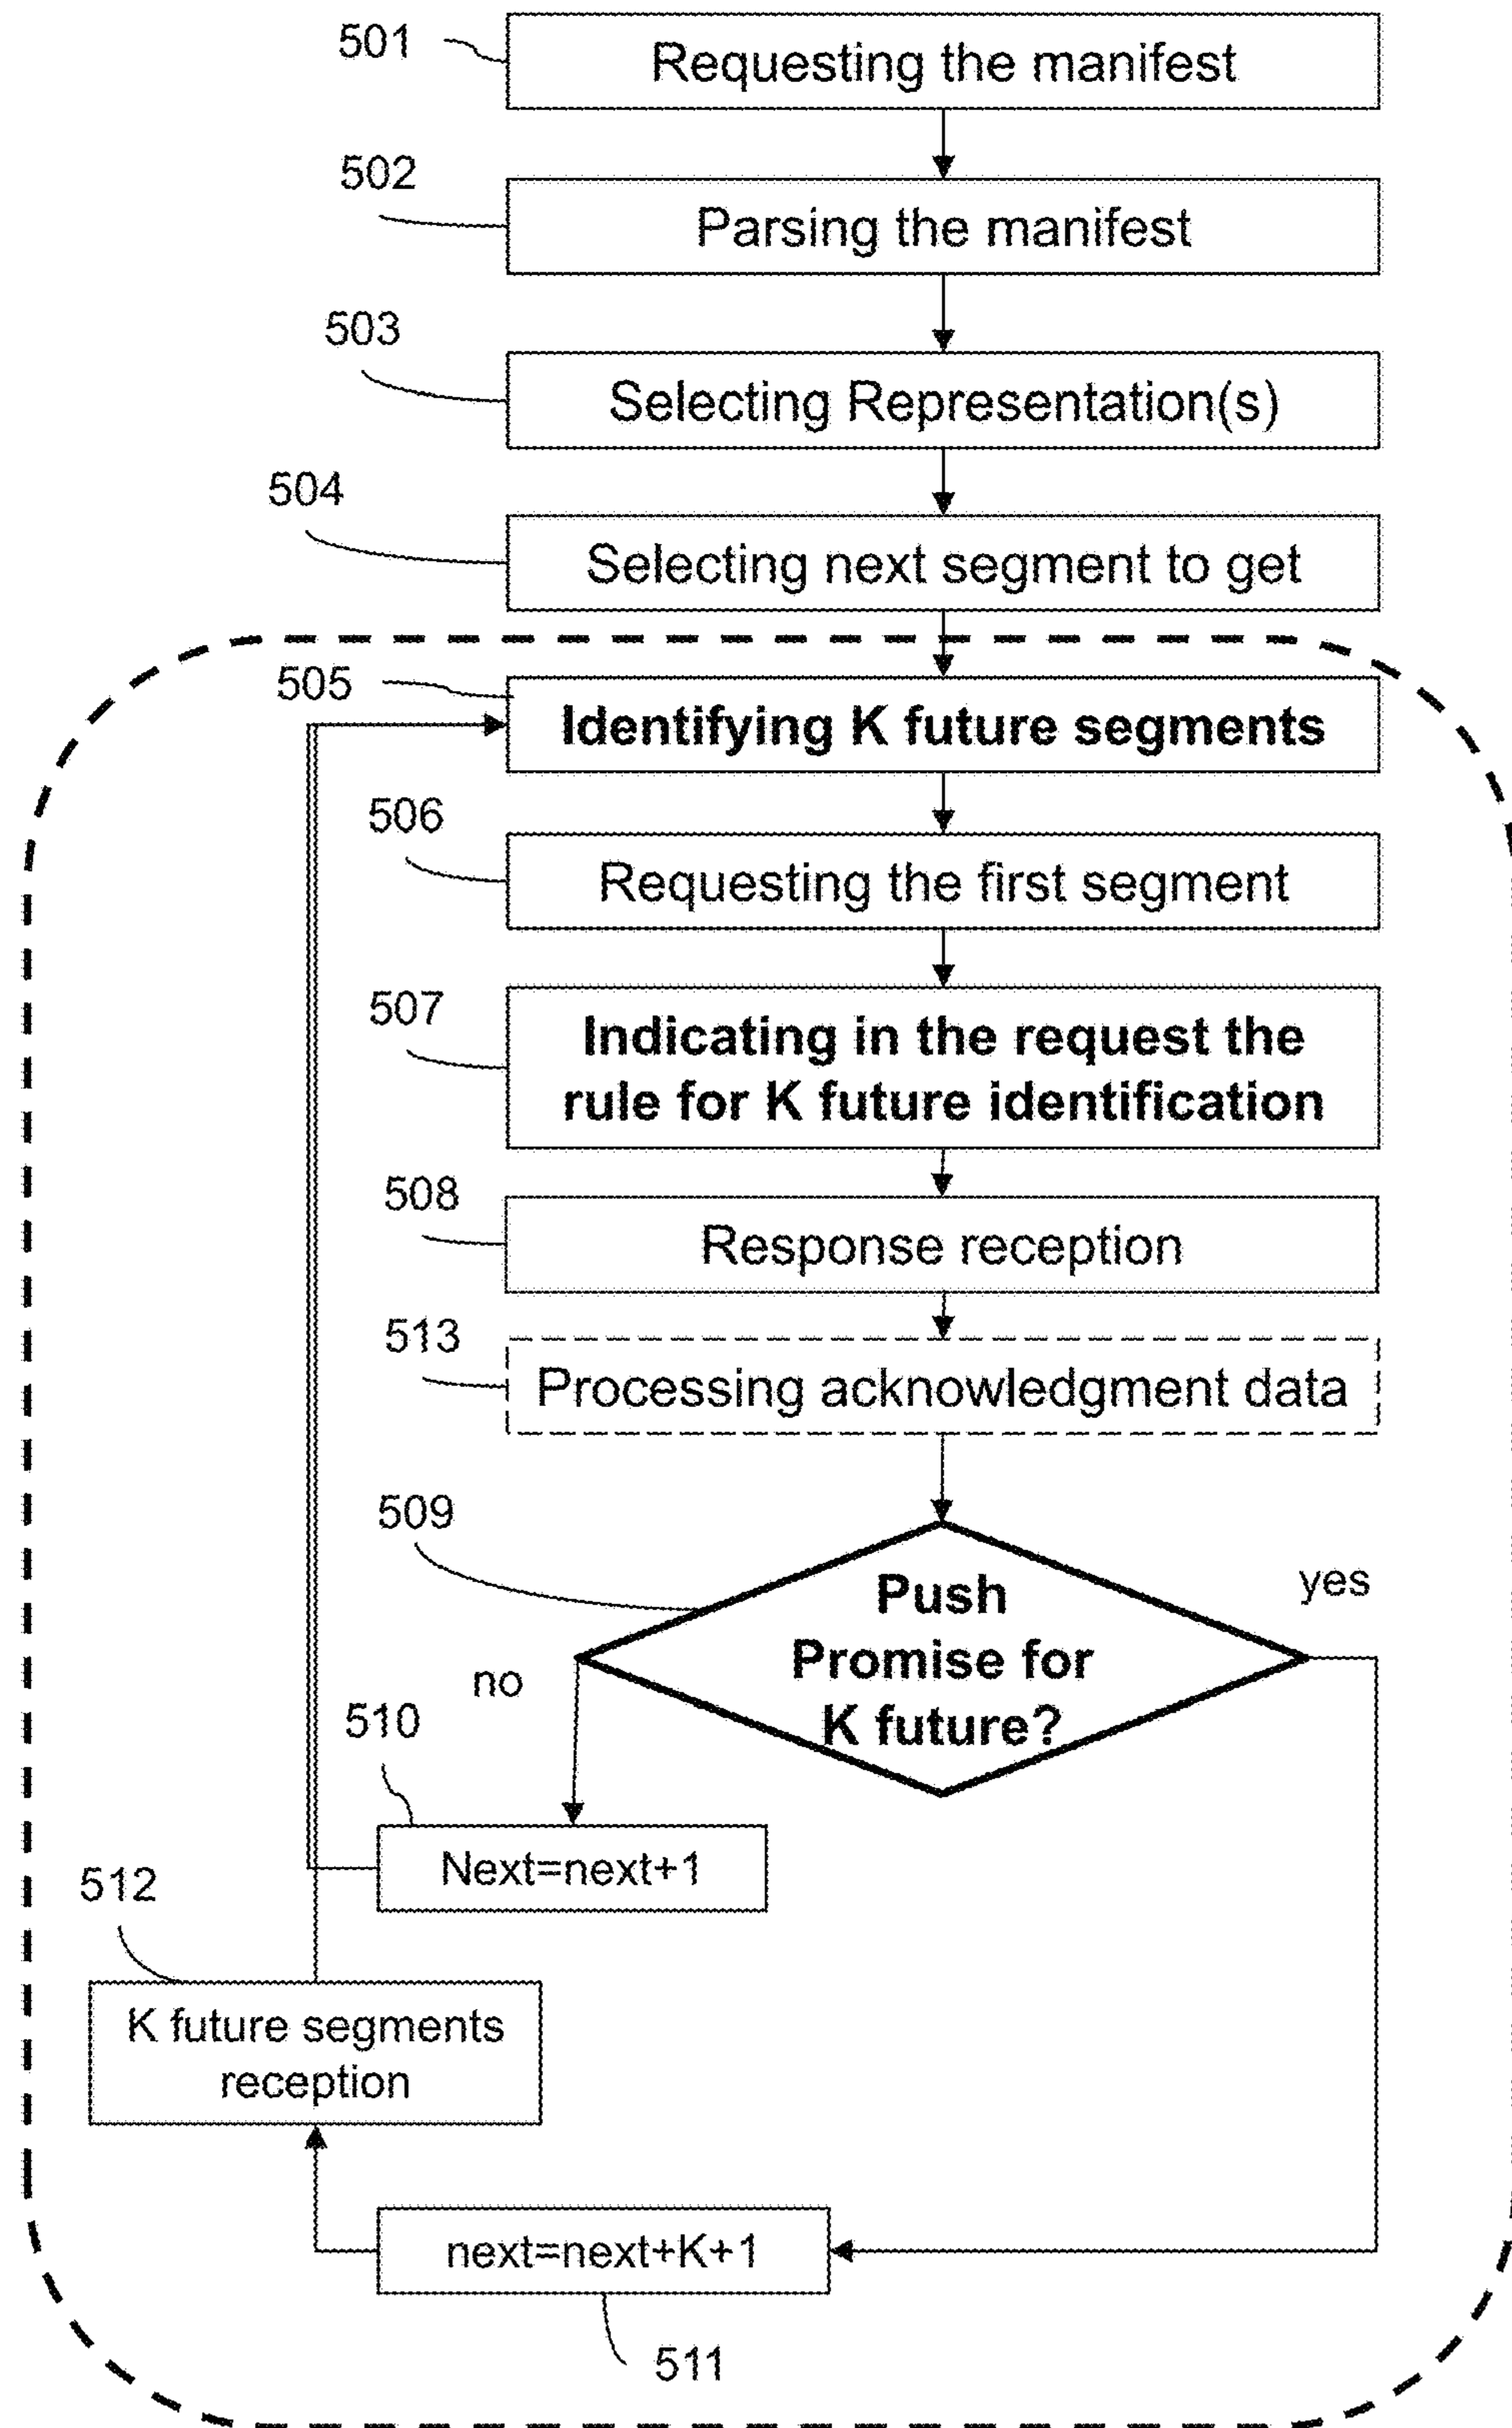 501
Requesting the manifest
502
Parsing the manifest
503
Selecting Representation(s)
504
Selecting next segment to get
505
Identifying K future segments
506
Requesting the first segment
507
Indicating in the request the
rule for K future identification
508
Response reception
513
Processing acknowledgment data
509
Push
Promise for
K future?
yes
no
510
Next=next+1
512
K future segments
reception
next=next+K+1
511